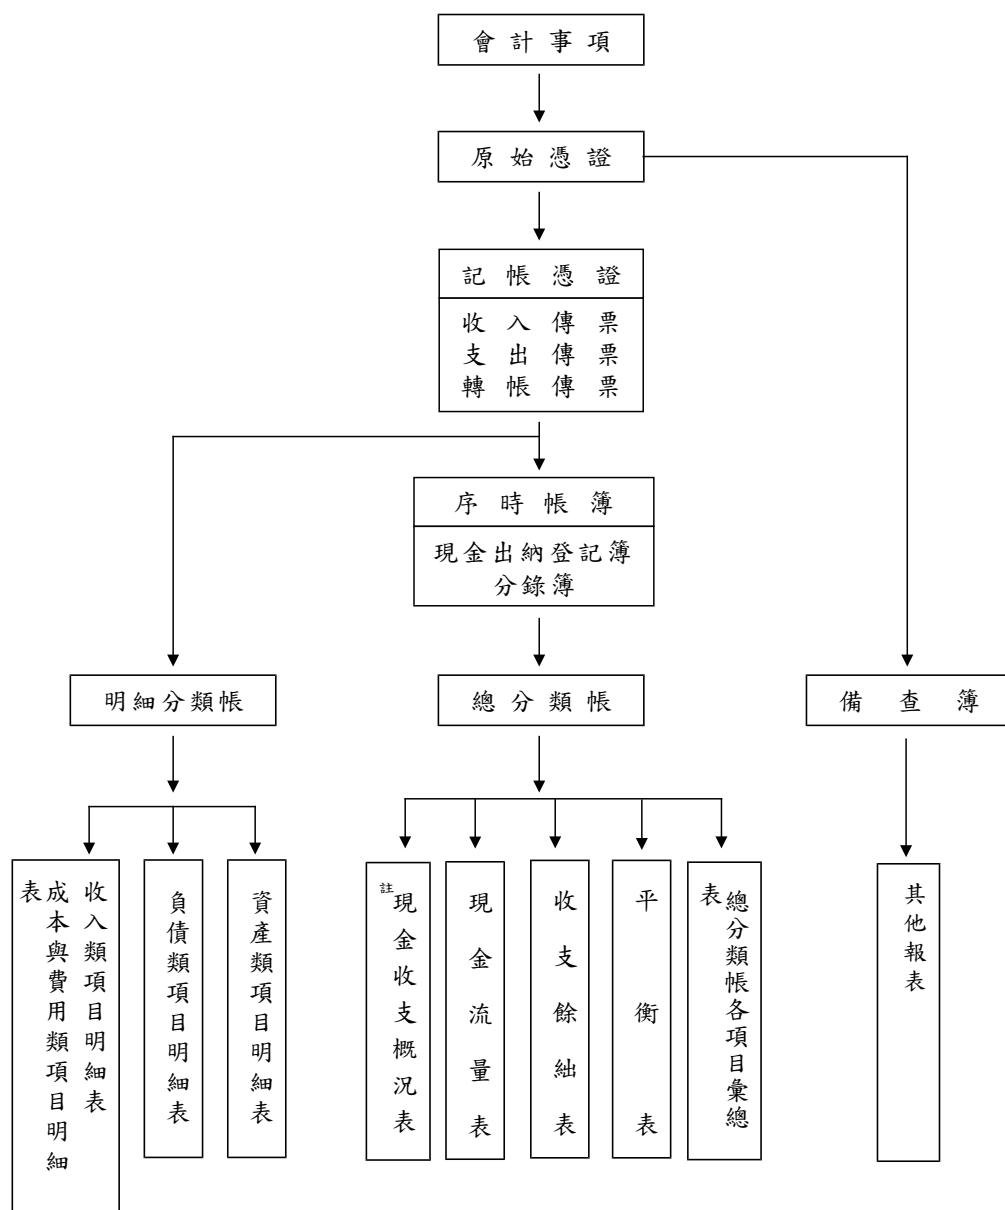 會計事項
原始憑證
記帳憑證
收入傳票
支出傳票
轉帳傳票
序時帳簿
現金出納登記簿
分錄簿
明細分類帳
總分類帳
備查簿
收入類項目明細表
成本與費用類項目明細
表
負債類項目明細表
資產類項目明細表
註現金收支概況表
現金流量表
收支餘絀表
平衡表
總分類帳各項目彙總
表
其他報表